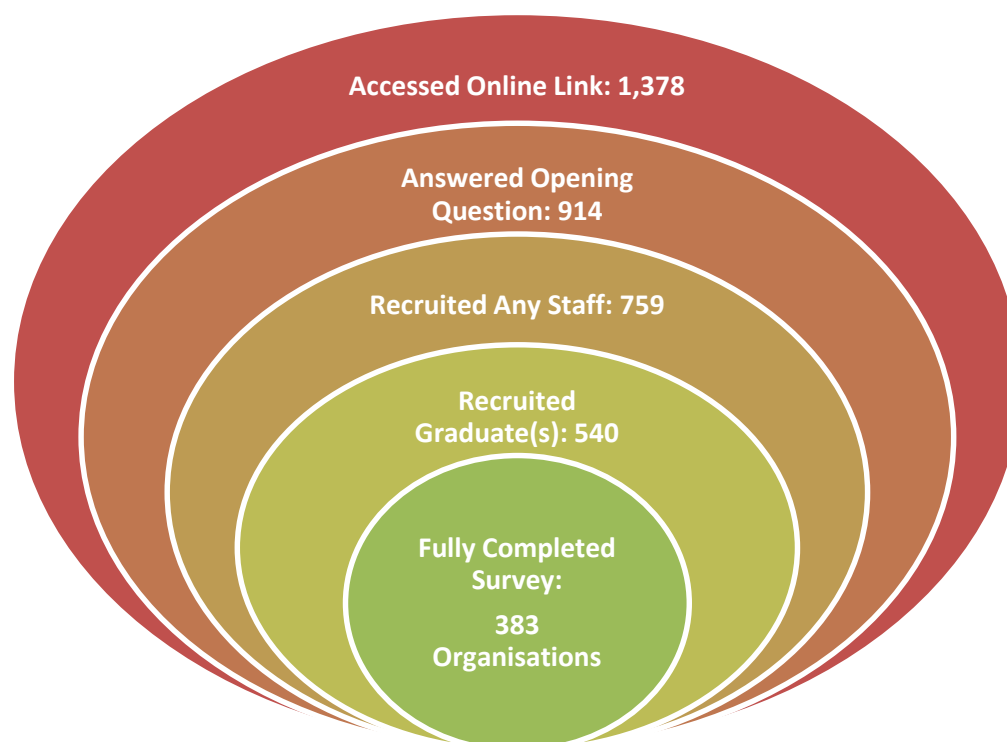 Accessed Online Link: 1,378
Answered Opening
Question: 914
Recruited Any Staff: 759
Recruited
Graduate(s): 540
Fully Completed
Survey:
383
Organisations